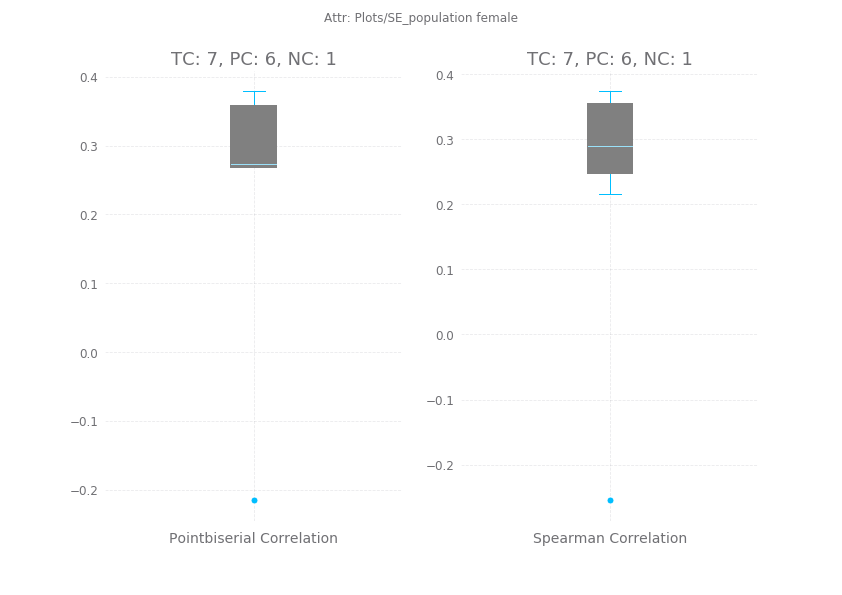 Attr: Plots/SE_population female
TC: 7, PC: 6, NC: 1
0.4
0.3
0.2
0.1
0.0
−0.1
−0.2
Pointbiserial Correlation
TC: 7, PC: 6, NC: 1
0.4
0.3
0.2
0.1
0.0
−0.1
−0.2
Spearman Correlation